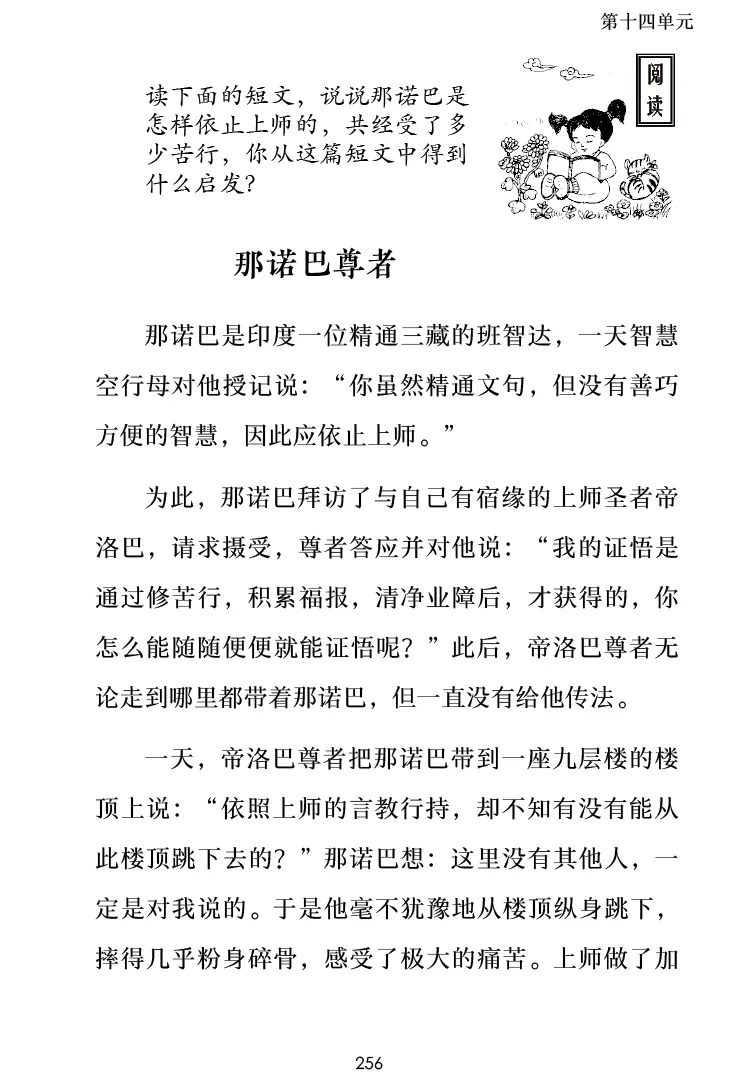 第十四单元
阅读
读下面的短文，说说那诺巴是
怎样依止上师的，共经受了多
少苦行，你从这篇短文中得到
什么启发？
那诺巴尊者
那诺巴是印度一位精通三藏的班智达，一天智慧
空行母对他授记说：“你虽然精通文句，但没有善巧
方便的智慧，因此应依止上师。”
为此，那诺巴拜访了与自己有宿缘的上师圣者帝
洛巴，请求摄受，尊者答应并对他说：“我的证悟是
通过修苦行，积累福报，清净业障后，才获得的，你
怎么能随随便便就能证悟呢？”此后，帝洛巴尊者无
论走到哪里都带着那诺巴，但一直没有给他传法。
一天，帝洛巴尊者把那诺巴带到一座九层楼的楼
顶上说：“依照上师的言教行持，却不知有没有能从
此楼顶跳下去的？”那诺巴想：这里没有其他人，一
定是对我说的。于是他毫不犹豫地从楼顶纵身跳下，
摔得几乎粉身碎骨，感受了极大的痛苦。上师做了加
256